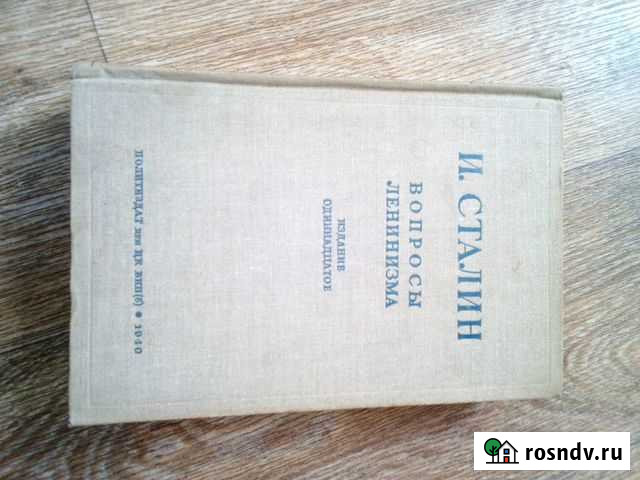 И. СТАЛИН
ВОПРОСЫ
ЛЕНИНИЗМА
ИЗДАНИЕ
ОДИННАДЦАТОЕ
ПОЛИТИЗДАТ при ЦК ВКП(б) • 1940
rosndv.ru